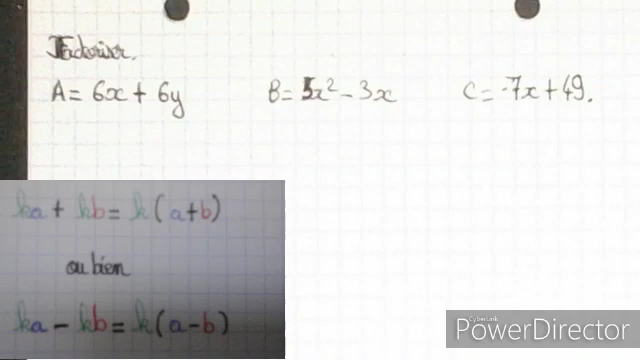 Factoriser.
A = 6x + 6y B = 5x² - 3x C = -7x + 49.
ka + kb = k(a+b)
ou bien
ka - kb = k(a-b)
CyberLink
PowerDirector